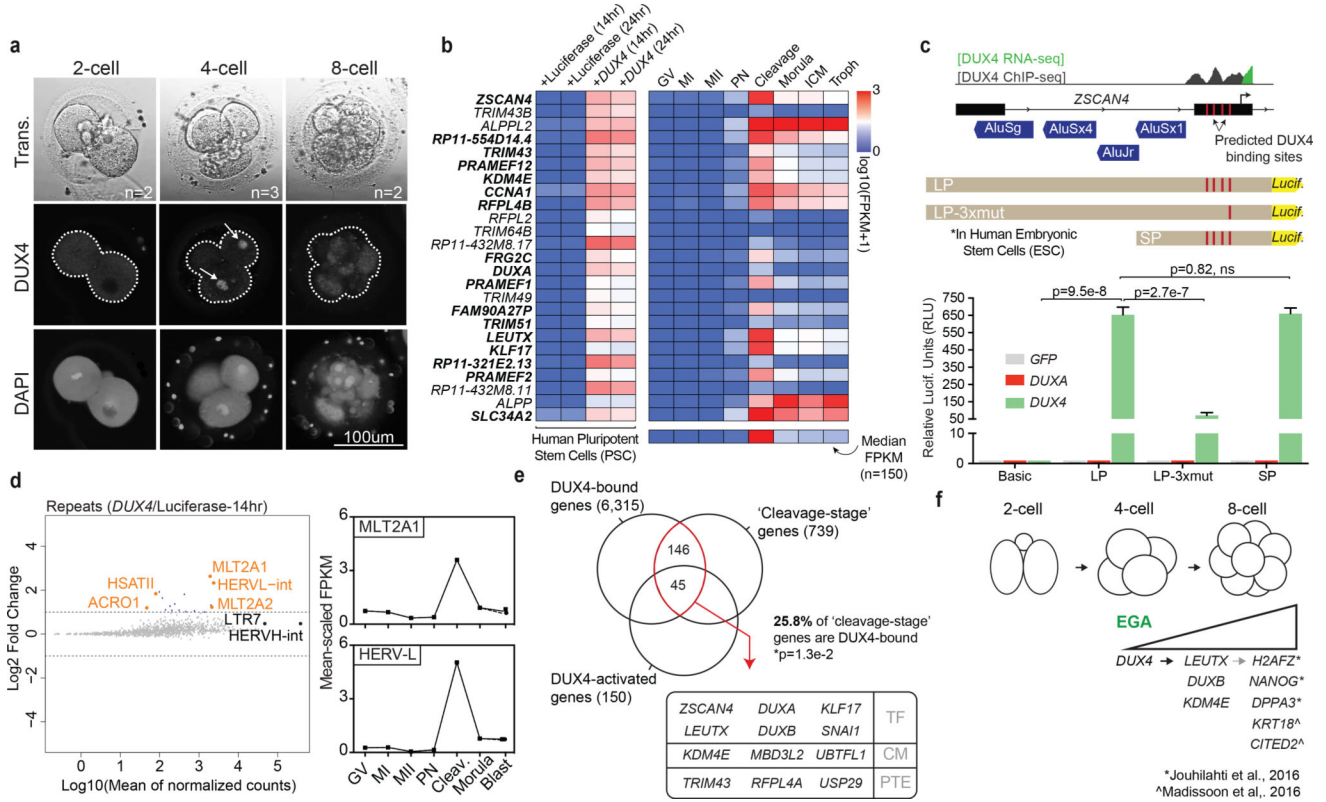 a
2-cell
4-cell
8-cell
Trans.
n=2
n=3
n=2
DUX4
DAPI
100um
b
+Luciferase (14hr)
+Luciferase (24hr)
+DUX4 (14hr)
+DUX4 (24hr)
GV
MI
MII
PN
Cleavage
Morula
ICM
Troph
ZSCAN4
TRIM43B
ALPPL2
RP11-554D14.4
TRIM43
PRAMEF12
KDM4E
CCNA1
RFPL4B
RFPL2
TRIM64B
RP11-432M8.17
FRG2C
DUXA
PRAMEF1
TRIM49
FAM90A27P
TRIM51
LEUTX
KLF17
RP11-321E2.13
PRAMEF2
RP11-432M8.11
ALPP
SLC34A2
3
0
log10(FPKM+1)
Human Pluripotent
Stem Cells (PSC)
Median
FPKM
(n=150)
c
[DUX4 RNA-seq]
[DUX4 ChIP-seq]
ZSCAN4
AluSg
AluSx4
AluSx1
AluJr
Predicted DUX4
binding sites
LP
Lucif.
LP-3xmut
Lucif.
*In Human Embryonic
Stem Cells (ESC)
SP
Lucif.
p=0.82, ns
p=9.5e-8
p=2.7e-7
Relative Lucif. Units (RLU)
750
650
550
450
350
250
150
50
10
0
GFP
DUXA
DUX4
Basic
LP
LP-3xmut
SP
d
Repeats (DUX4/Luciferase-14hr)
Log2 Fold Change
4
2
0
−2
−4
HSATII
ACRO1
MLT2A1
HERVL−int
MLT2A2
LTR7
HERVH-int
−1
0
1
2
3
4
5
Log10(Mean of normalized counts)
Mean-scaled FPKM
6
3
0
MLT2A1
6
3
0
HERV-L
GV
MI
MII
PN
Cleav.
Morula
Blast
e
DUX4-bound
genes (6,315)
'Cleavage-stage'
genes (739)
146
45
DUX4-activated
genes (150)
25.8% of 'cleavage-stage'
genes are DUX4-bound
*p=1.3e-2
ZSCAN4 DUXA KLF17 TF
LEUTX DUXB SNAI1
KDM4E MBD3L2 UBTFL1 CM
TRIM43 RFPL4A USP29 PTE
f
2-cell
4-cell
8-cell
EGA
DUX4 LEUTX H2AFZ*
DUXB NANOG*
KDM4E DPPA3*
KRT18^
CITED2^
*Jouhilahti et al., 2016
^Madissoon et al,. 2016